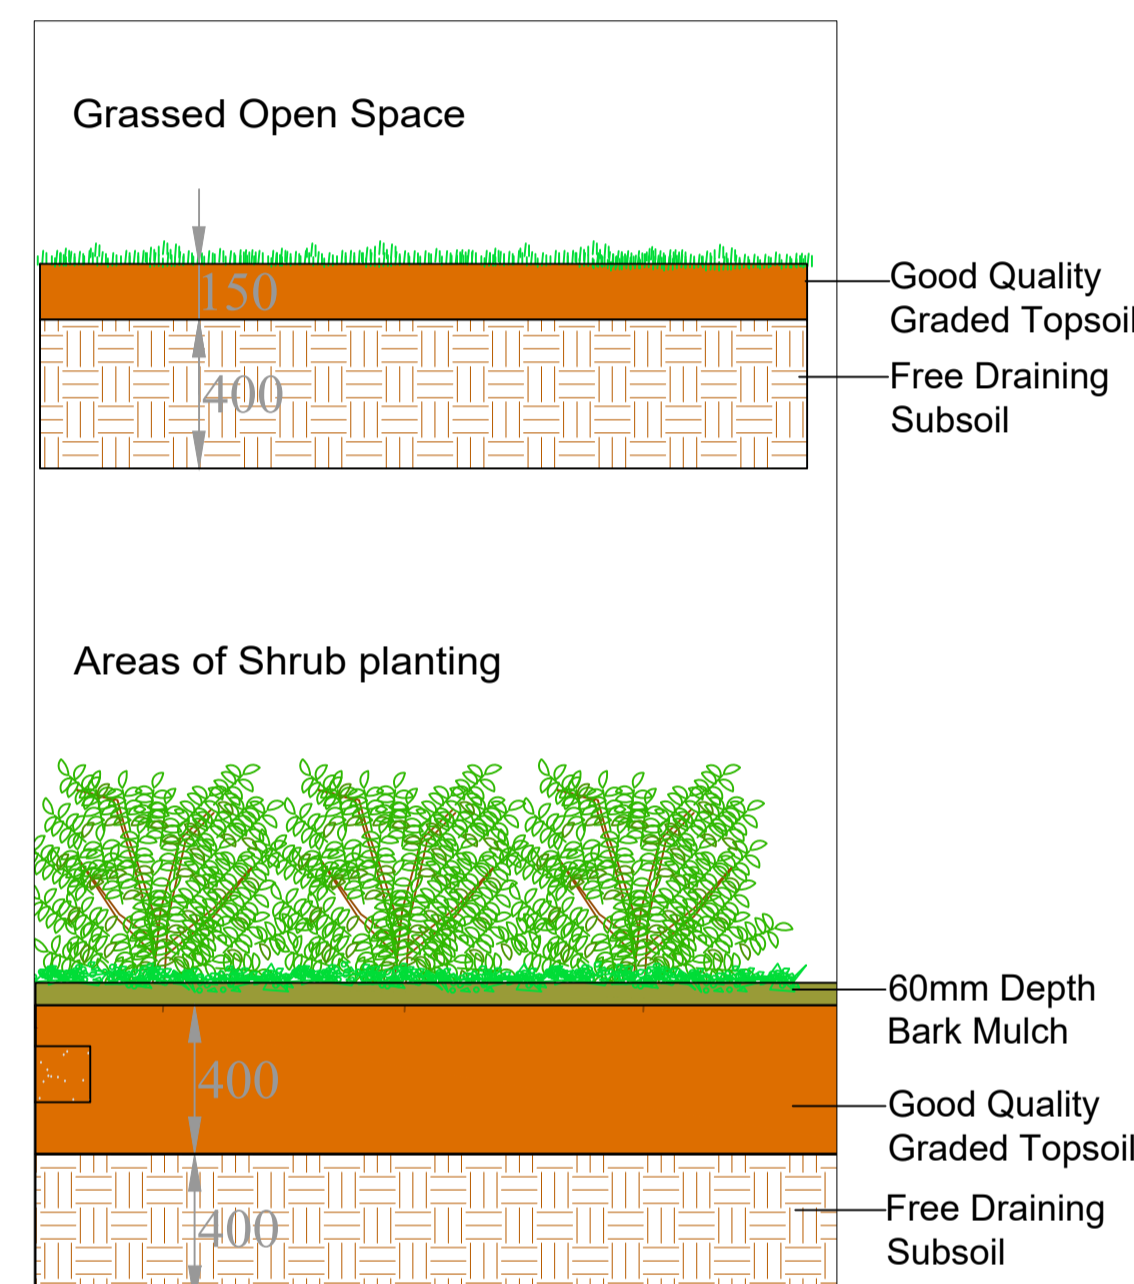 Grassed Open Space
150
Good Quality
Graded Topsoil
400
Free Draining
Subsoil
Areas of Shrub planting
60mm Depth
Bark Mulch
400
Good Quality
Graded Topsoil
400
Free Draining
Subsoil